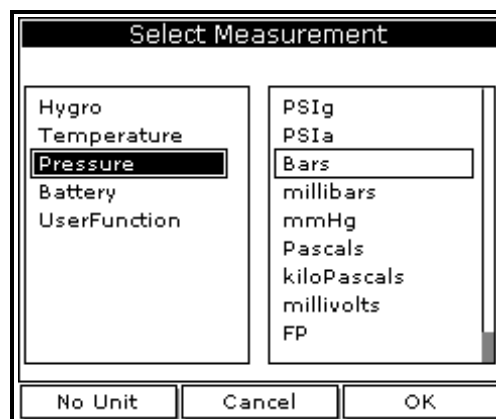 Select Measurement
Hygro
Temperature
Pressure
Battery
UserFunction
PSIg
PSIa
Bars
millibars
mmHg
Pascals
kiloPascals
millivolts
FP
No Unit
Cancel
OK